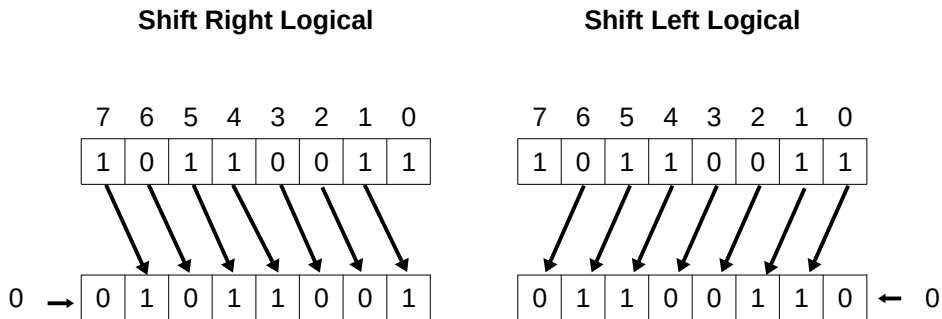 Shift Right Logical Shift Left Logical
7 6 5 4 3 2 1 0 7 6 5 4 3 2 1 0
1 0 1 1 0 0 1 1 1 0 1 1 0 0 1 1
0 0 1 0 1 1 0 0 1 0 1 1 0 0 1 1 0 0